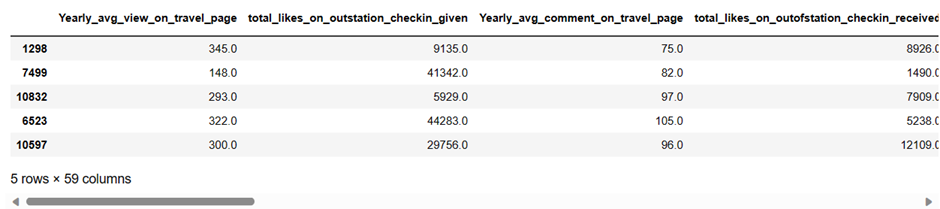 Yearly_avg_view_on_travel_page total_likes_on_outstation_checkin_given Yearly_avg_comment_on_travel_page total_likes_on_outofstation_checkin_received
1298 345.0 9135.0 75.0 8926.0
7499 148.0 41342.0 82.0 1490.0
10832 293.0 5929.0 97.0 7909.0
6523 322.0 44283.0 105.0 5238.0
10597 300.0 29756.0 96.0 12109.0
5 rows × 59 columns